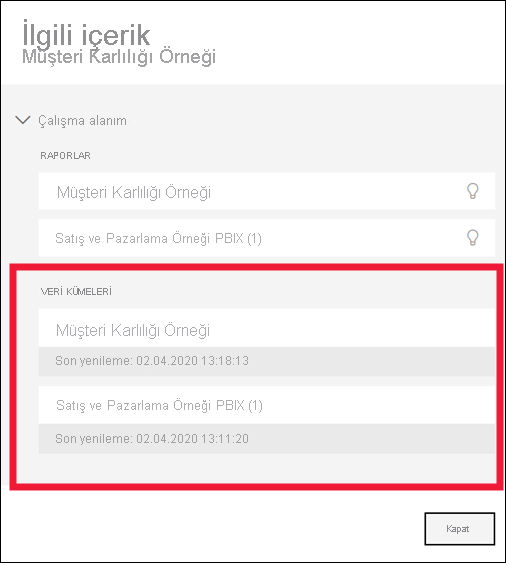 İlgili içerik
Müşteri Karlılığı Örneği
Çalışma alanım
RAPORLAR
Müşteri Karlılığı Örneği
Satış ve Pazarlama Örneği PBIX (1)
VERİ KÜMELERİ
Müşteri Karlılığı Örneği
Son yenileme: 02.04.2020 13:18:13
Satış ve Pazarlama Örneği PBIX (1)
Son yenileme: 02.04.2020 13:11:20
Kapat